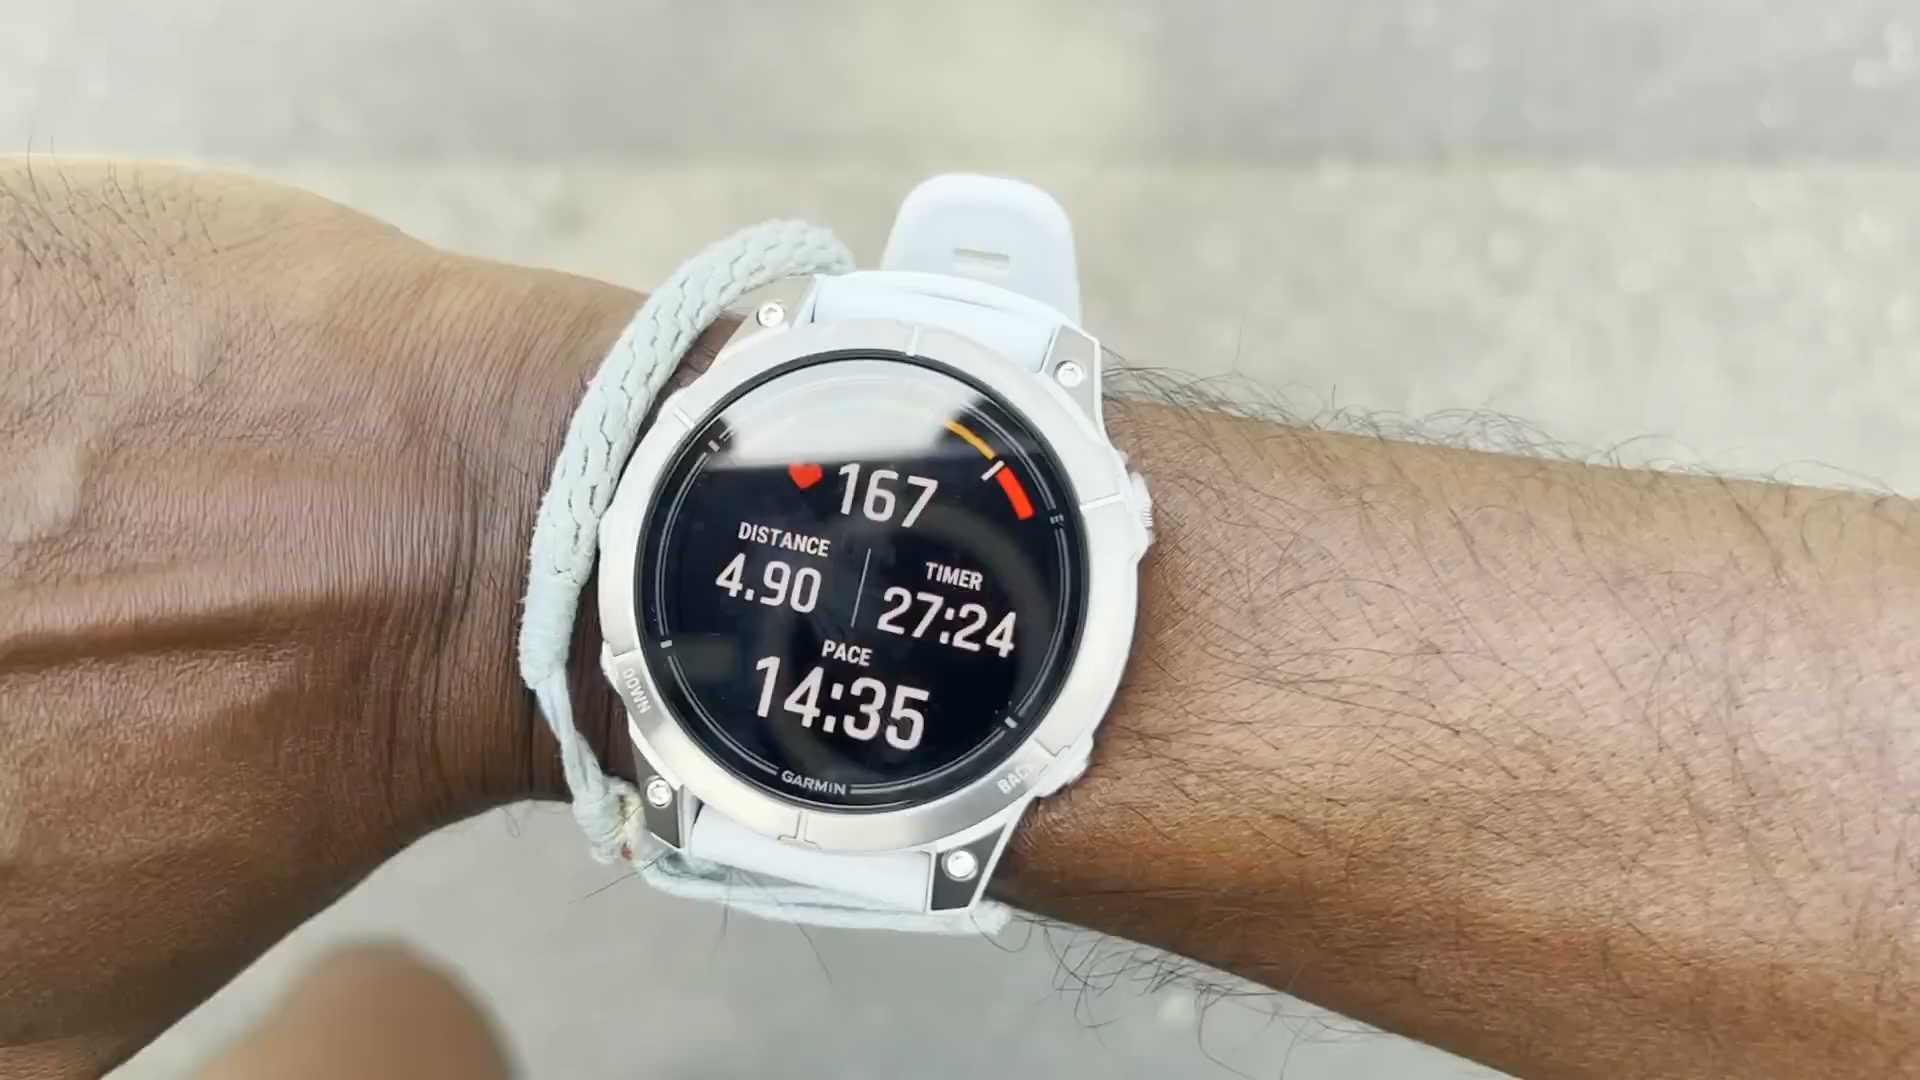 167
DISTANCE
4.90
TIMER
27:24
PACE
14:35
GARMIN
DOWN
BACK